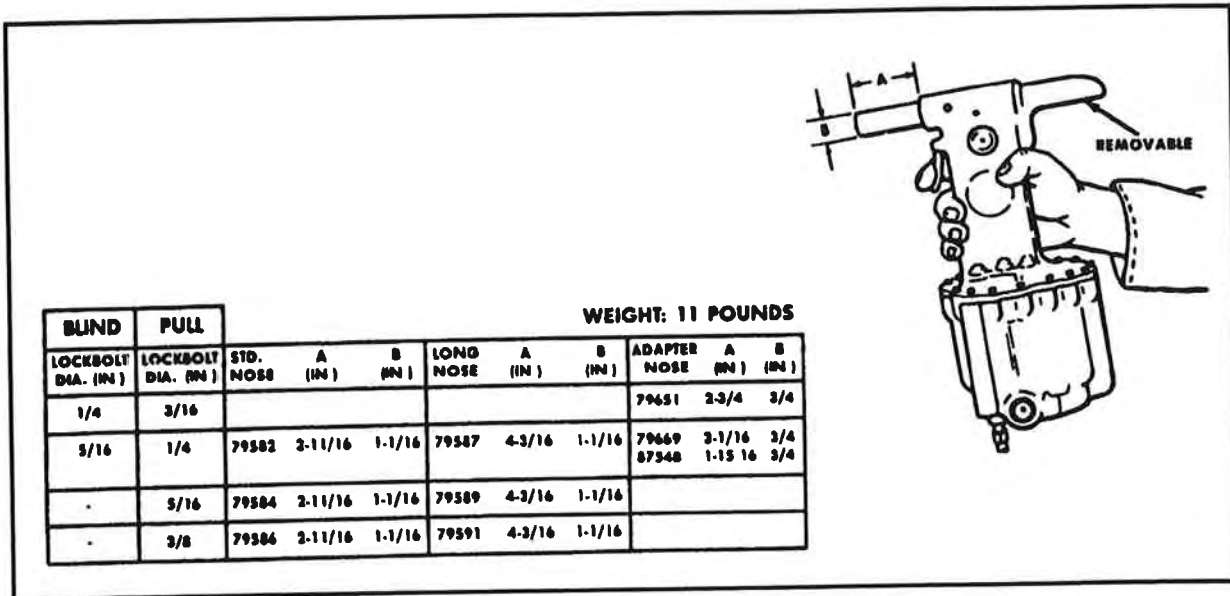 A
B
REMOVABLE
WEIGHT: 11 POUNDS
BLIND PULL
LOCKBOLT DIA. (IN) LOCKBOLT DIA. (IN) STD. NOSE A (IN) B (IN) LONG NOSE A (IN) B (IN) ADAPTER NOSE A (IN) B (IN)
1/4 3/16 79651 2-3/4 3/4
5/16 1/4 79582 2-11/16 1-1/16 79587 4-3/16 1-1/16 79669 3-1/16 3/4
87548 1-15 16 3/4
- 5/16 79584 2-11/16 1-1/16 79589 4-3/16 1-1/16
- 3/8 79586 2-11/16 1-1/16 79591 4-3/16 1-1/16